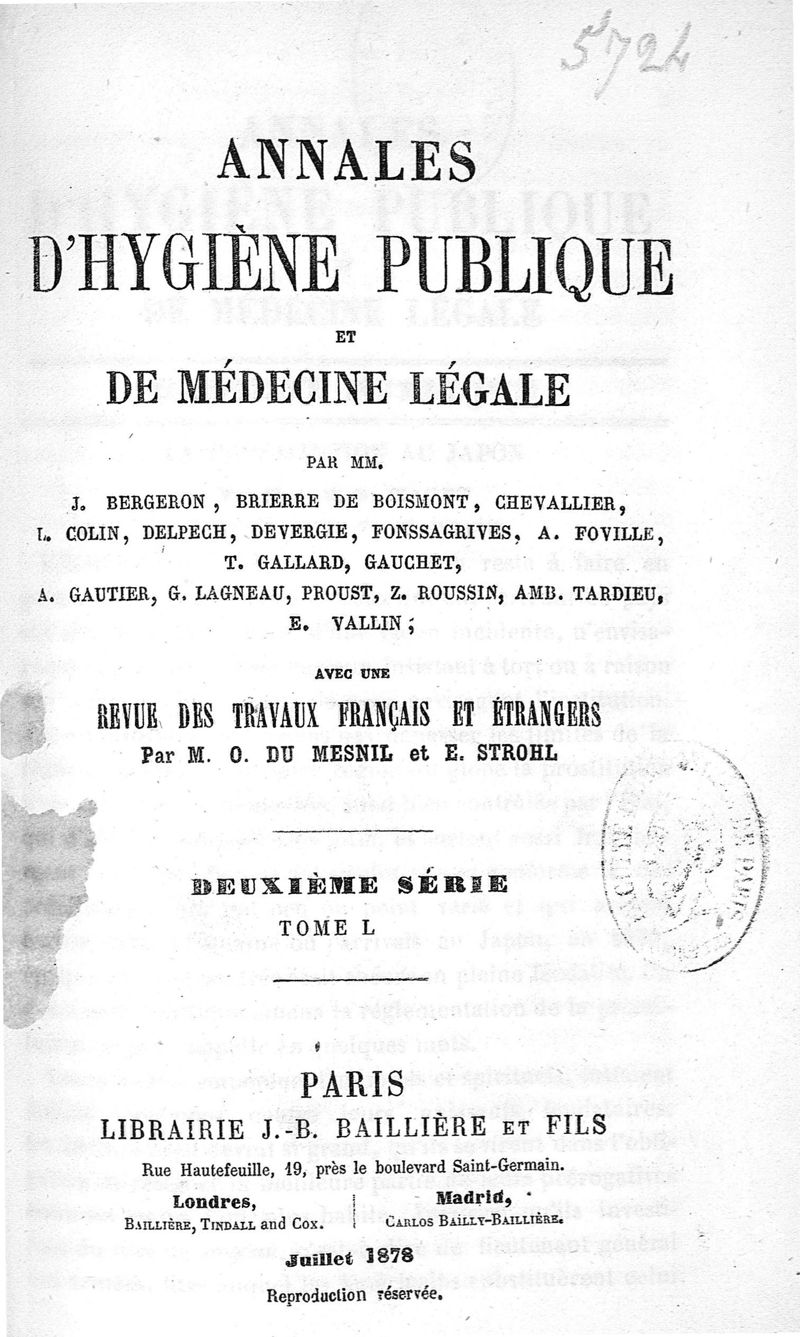 5724
ANNALES
D'HYGIÈNE PUBLIQUE
ET
DE MÉDECINE LÉGALE
PAR MM.
J. BERGERON, BRIERRE DE BOISMONT, CHEVALLIER,
L. COLIN, DELPECH, DEVERGIE, FONSSAGRIVES, A. FOVILLE,
T. GALLARD, GAUCHET,
A. GAUTIER, G. LAGNEAU, PROUST, Z. ROUSSIN, AMB. TARDIEU,
E. VALLIN;
AVEC UNE
REVUE DES TRAVAUX FRANÇAIS ET ÉTRANGERS
Par M. O. DU MESNIL et E. STROHL
DEUXIÈME SÉRIE
TOME L
PARIS
LIBRAIRIE J.-B. BAILLIÈRE ET FILS
Rue Hautefeuille, 19, près le boulevard Saint-Germain.
Londres, Madrid,
BAILLIÈRE, TINDALL and COX. CARLOS BAILLY-BAILLIÈRE.
Juillet 1878
Reproduction réservée.